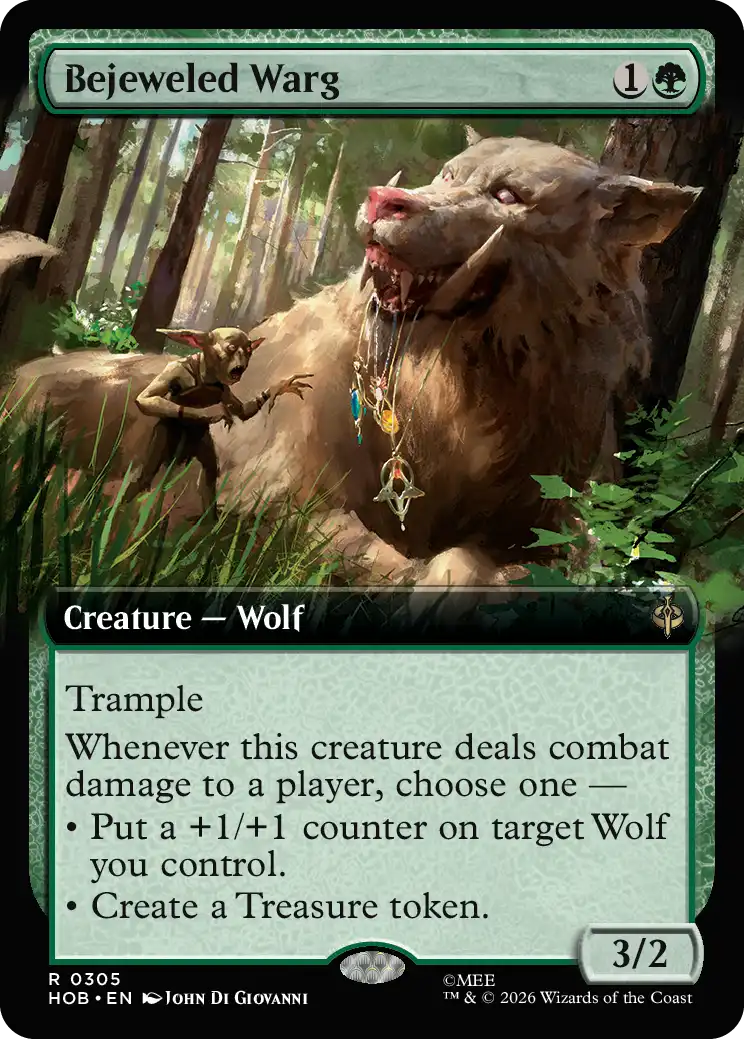 Bejeweled Warg 1
Creature — Wolf
Trample
Whenever this creature deals combat
damage to a player, choose one —
• Put a +1/+1 counter on target Wolf
you control.
• Create a Treasure token.
3/2
R 0305
HOB • EN John Di Giovanni
©MEE
™ & © 2026 Wizards of the Coast